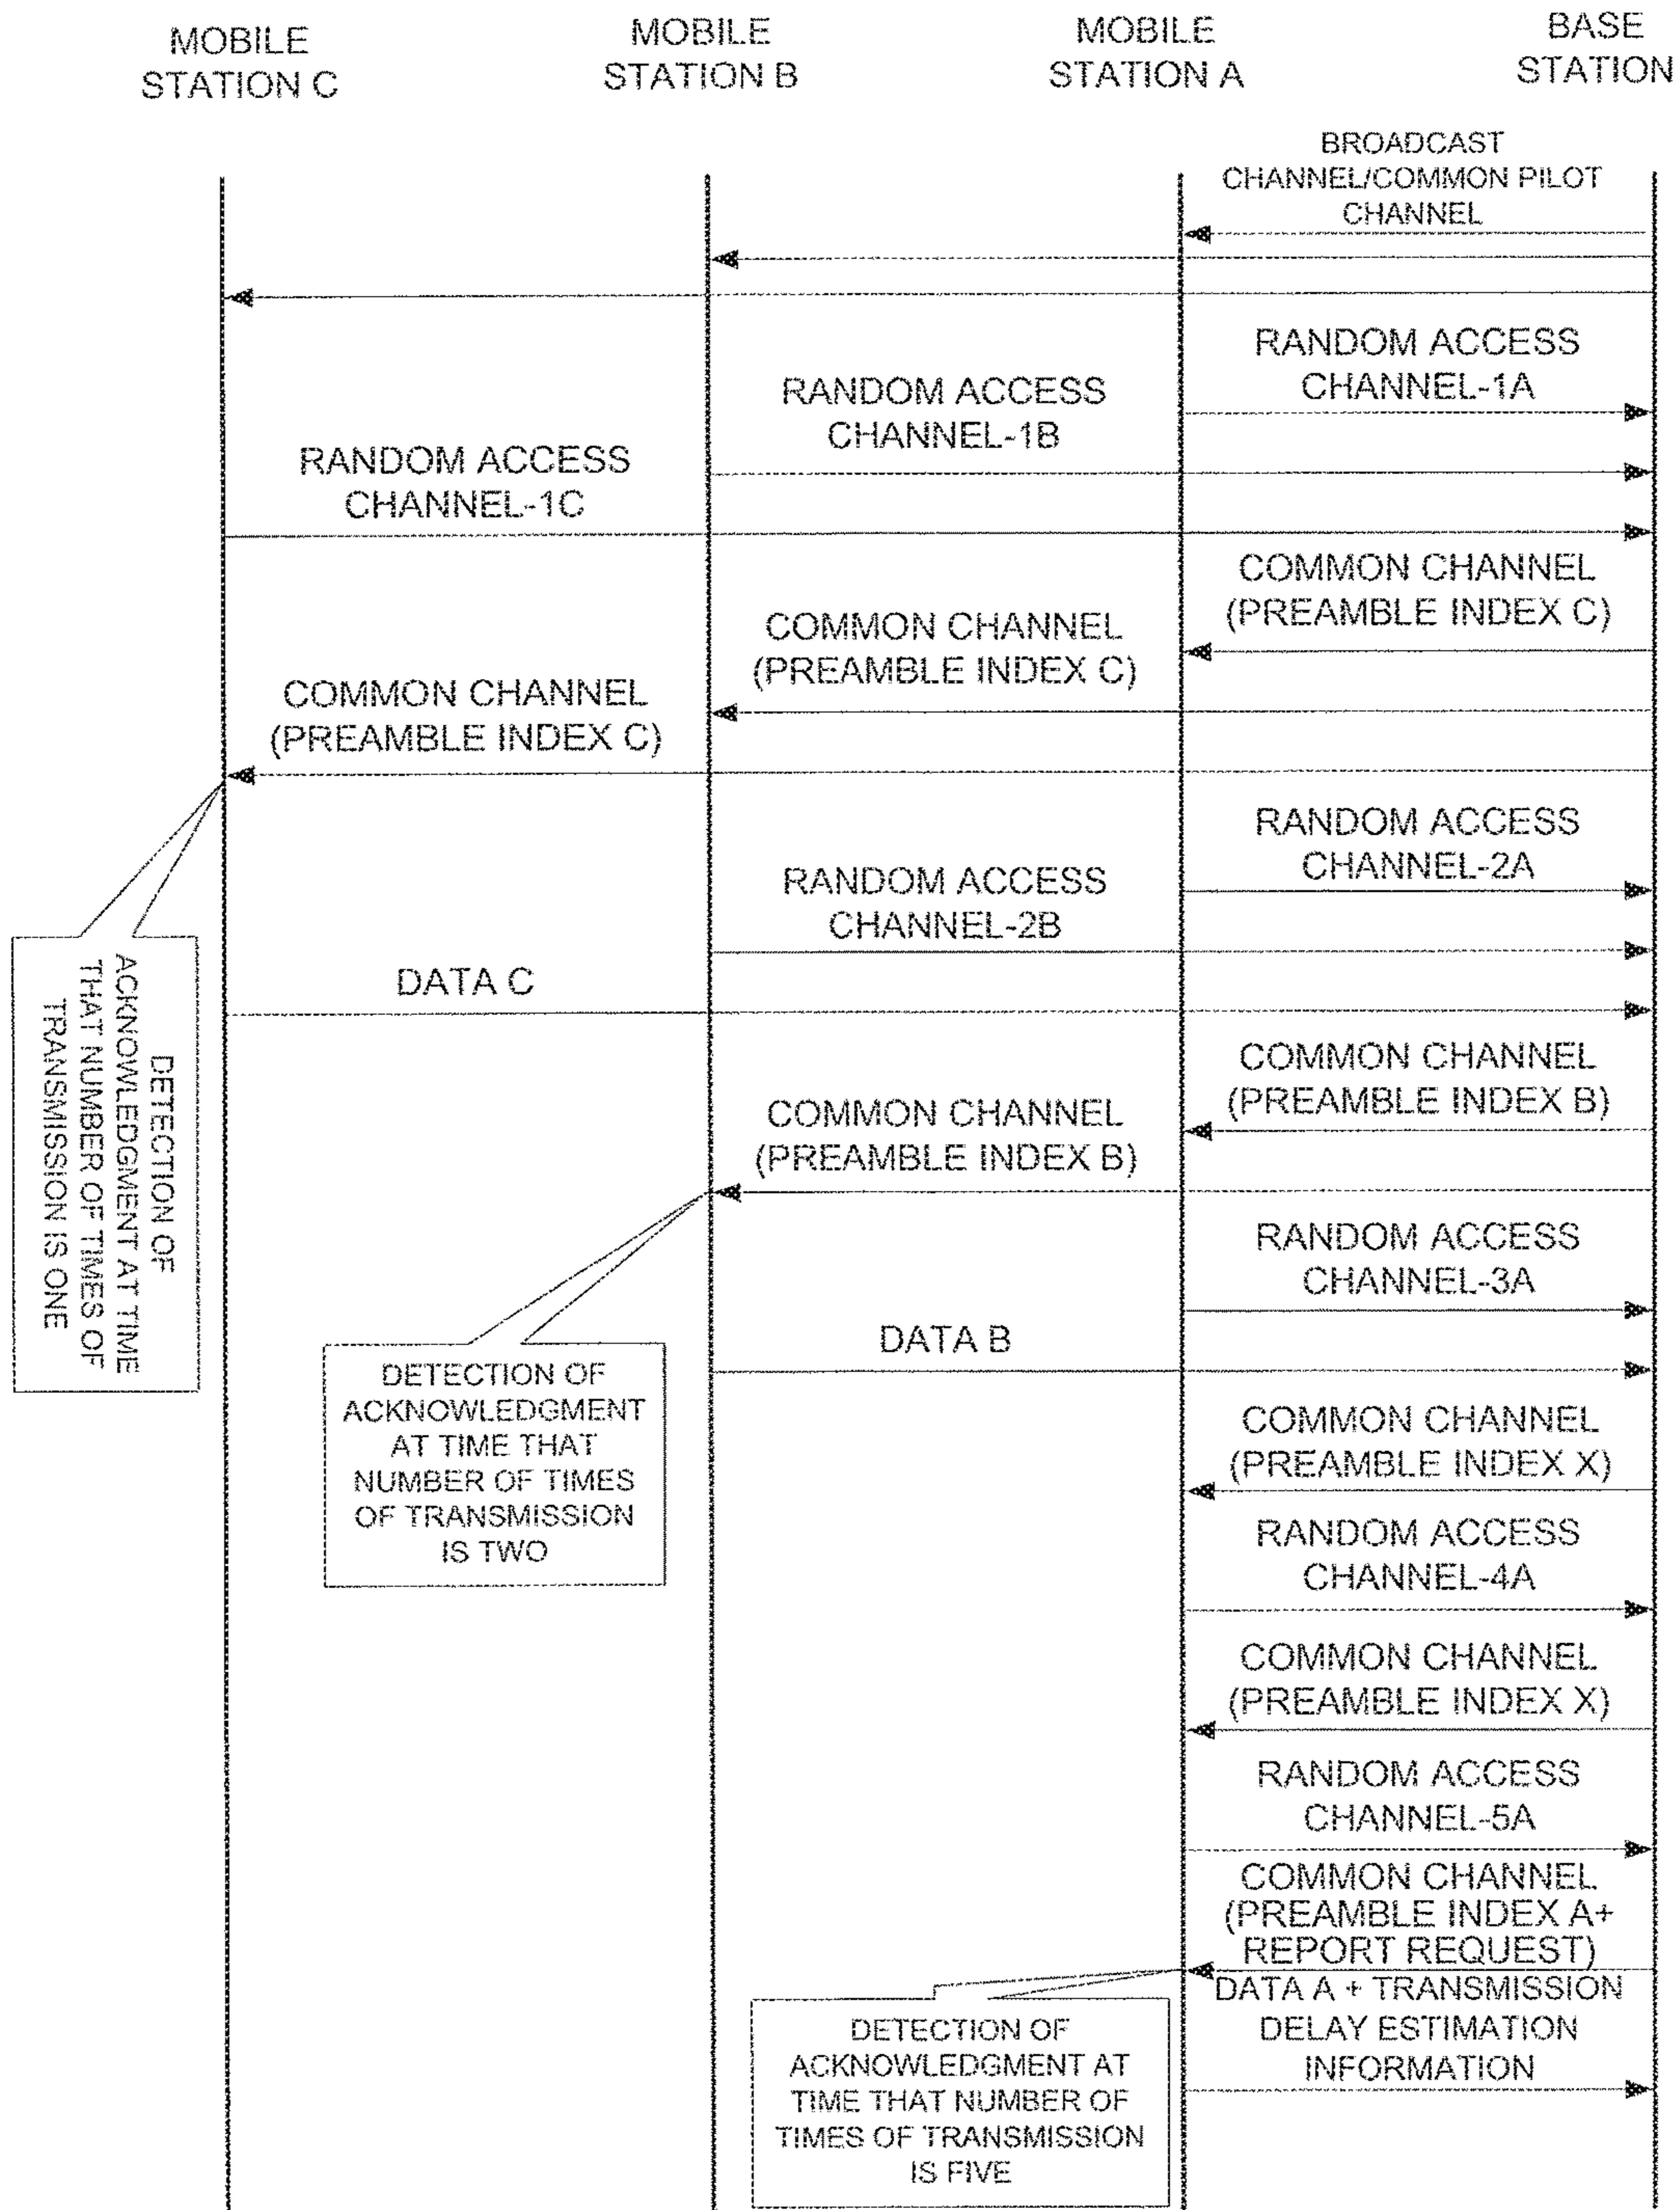 MOBILE
STATION C
MOBILE
STATION B
MOBILE
STATION A
BASE
STATION
BROADCAST
CHANNEL/COMMON PILOT
CHANNEL
RANDOM ACCESS
CHANNEL-1A
RANDOM ACCESS
CHANNEL-1B
RANDOM ACCESS
CHANNEL-1C
COMMON CHANNEL
(PREAMBLE INDEX C)
COMMON CHANNEL
(PREAMBLE INDEX C)
COMMON CHANNEL
(PREAMBLE INDEX C)
RANDOM ACCESS
CHANNEL-2A
RANDOM ACCESS
CHANNEL-2B
DETECTION OF
ACKNOWLEDGMENT AT TIME
THAT NUMBER OF TIMES OF
TRANSMISSION IS ONE
DATA C
COMMON CHANNEL
(PREAMBLE INDEX B)
COMMON CHANNEL
(PREAMBLE INDEX B)
RANDOM ACCESS
CHANNEL-3A
DATA B
DETECTION OF
ACKNOWLEDGMENT
AT TIME THAT
NUMBER OF TIMES
OF TRANSMISSION
IS TWO
COMMON CHANNEL
(PREAMBLE INDEX X)
RANDOM ACCESS
CHANNEL-4A
COMMON CHANNEL
(PREAMBLE INDEX X)
RANDOM ACCESS
CHANNEL-5A
COMMON CHANNEL
(PREAMBLE INDEX A+
REPORT REQUEST)
DATA A + TRANSMISSION
DELAY ESTIMATION
INFORMATION
DETECTION OF
ACKNOWLEDGMENT AT
TIME THAT NUMBER OF
TIMES OF TRANSMISSION
IS FIVE